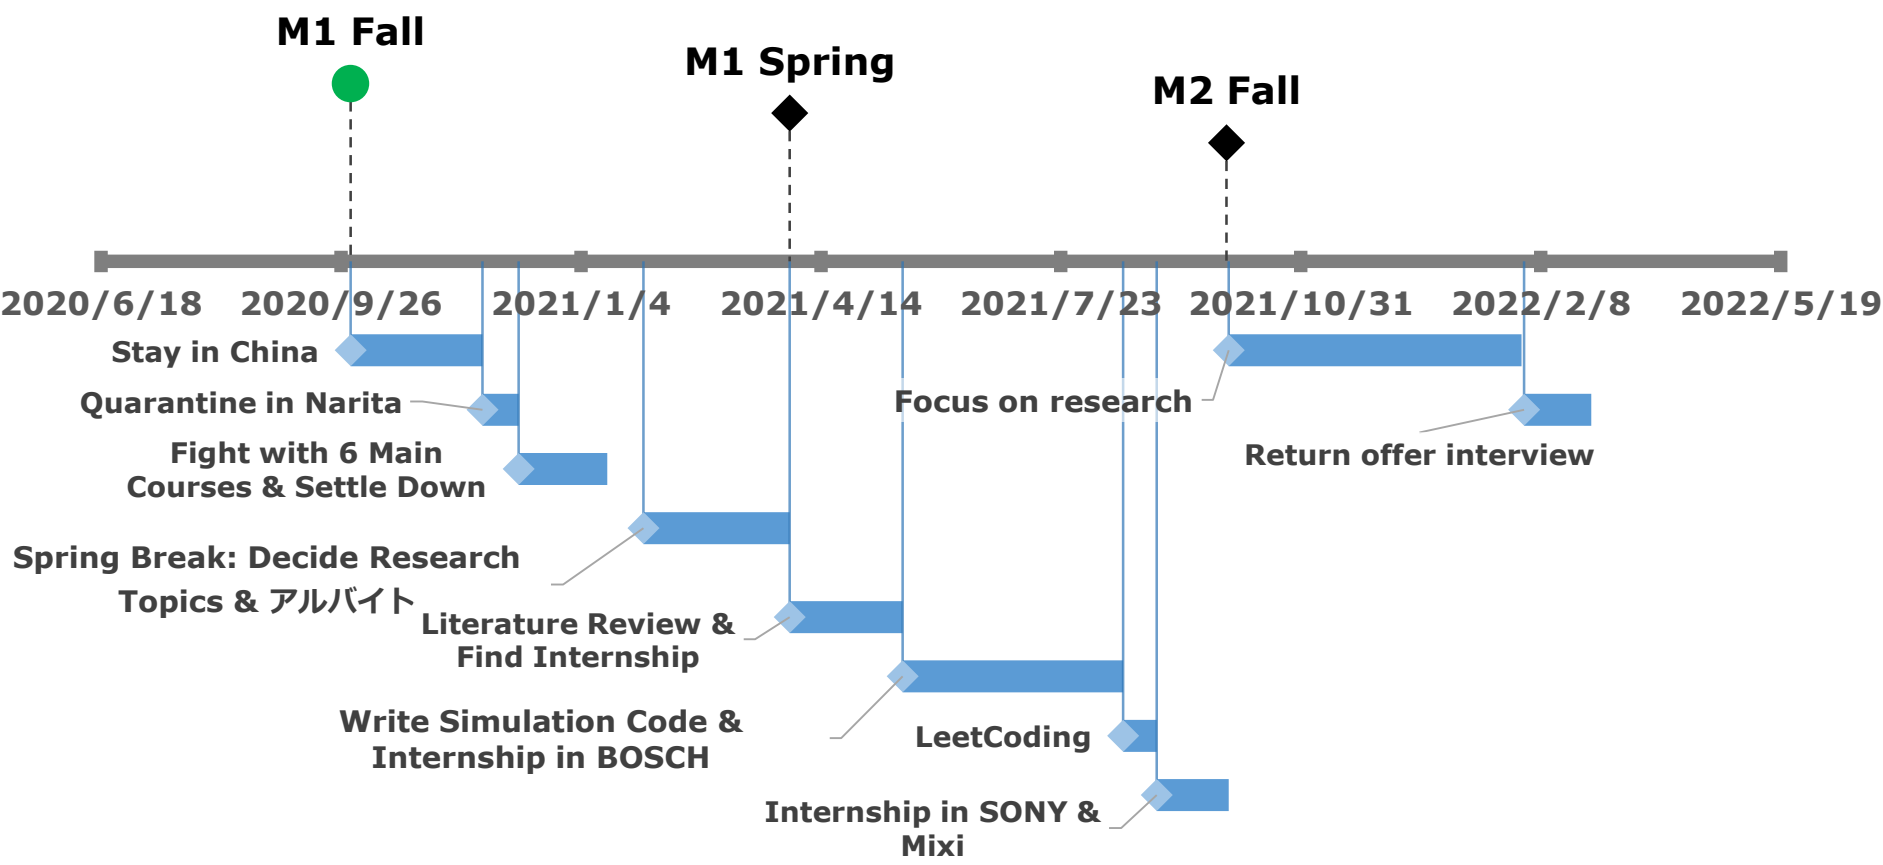 M1 Fall
M1 Spring
M2 Fall
2020/6/18
2020/9/26
2021/1/4
2021/4/14
2021/7/23
2021/10/31
2022/2/8
2022/5/19
Stay in China
Quarantine in Narita
Fight with 6 Main
Courses & Settle Down
Spring Break: Decide Research
Topics & アルバイト
Literature Review &
Find Internship
Write Simulation Code &
Internship in BOSCH
LeetCoding
Internship in SONY &
Mixi
Focus on research
Return offer interview